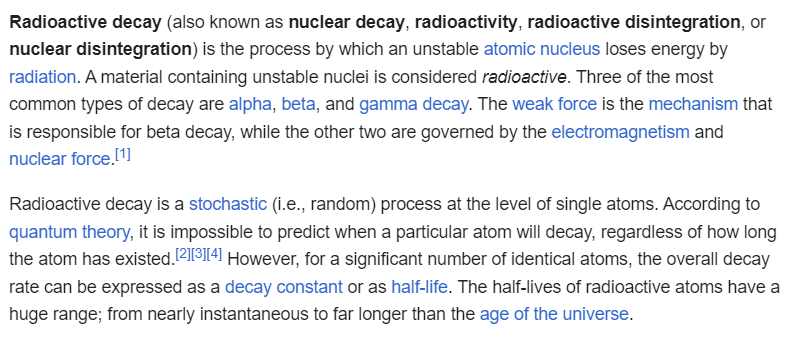 Radioactive decay (also known as nuclear decay, radioactivity, radioactive disintegration, or
nuclear disintegration) is the process by which an unstable atomic nucleus loses energy by
radiation. A material containing unstable nuclei is considered radioactive. Three of the most
common types of decay are alpha, beta, and gamma decay. The weak force is the mechanism that
is responsible for beta decay, while the other two are governed by the electromagnetism and
nuclear force.[1]
Radioactive decay is a stochastic (i.e., random) process at the level of single atoms. According to
quantum theory, it is impossible to predict when a particular atom will decay, regardless of how long
the atom has existed.[2][3][4] However, for a significant number of identical atoms, the overall decay
rate can be expressed as a decay constant or as half-life. The half-lives of radioactive atoms have a
huge range; from nearly instantaneous to far longer than the age of the universe.